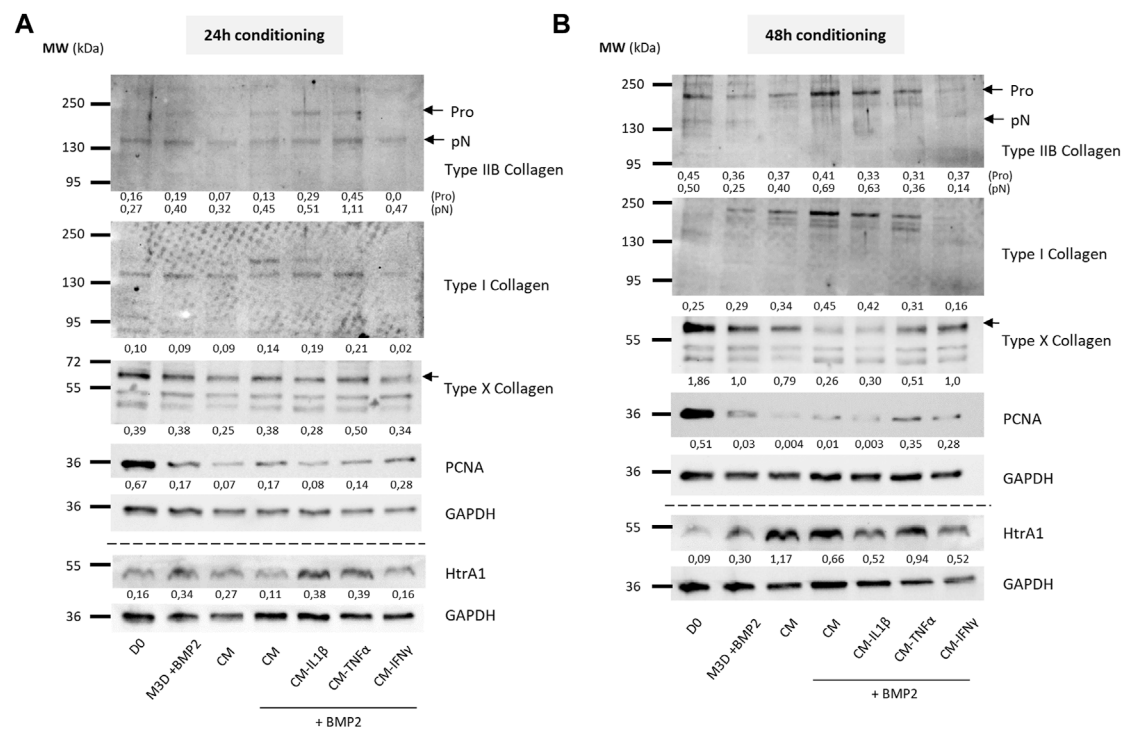 A
24h conditioning
MW (kDa)
250
130
95
Pro
pN
Type IIB Collagen
0,16 0,19 0,07 0,13 0,29 0,45 0,0 (Pro)
0,27 0,40 0,32 0,45 0,51 1,11 0,47 (pN)
250
130
95
Type I Collagen
0,10 0,09 0,09 0,14 0,19 0,21 0,02
72
55
Type X Collagen
0,39 0,38 0,25 0,38 0,28 0,50 0,34
36
PCNA
0,67 0,17 0,07 0,17 0,08 0,14 0,28
36
GAPDH
55
HtrA1
0,16 0,34 0,27 0,11 0,38 0,39 0,16
36
GAPDH
D0 M3D +BMP2 CM CM CM-IL1β CM-TNFα CM-IFNγ
+ BMP2
B
48h conditioning
MW (kDa)
250
130
95
Pro
pN
Type IIB Collagen
0,45 0,36 0,37 0,41 0,33 0,31 0,37 (Pro)
0,50 0,25 0,40 0,69 0,63 0,36 0,14 (pN)
250
130
95
Type I Collagen
0,25 0,29 0,34 0,45 0,42 0,31 0,16
55
Type X Collagen
1,86 1,0 0,79 0,26 0,30 0,51 1,0
36
PCNA
0,51 0,03 0,004 0,01 0,003 0,35 0,28
36
GAPDH
55
HtrA1
0,09 0,30 1,17 0,66 0,52 0,94 0,52
36
GAPDH
D0 M3D +BMP2 CM CM CM-IL1β CM-TNFα CM-IFNγ
+ BMP2